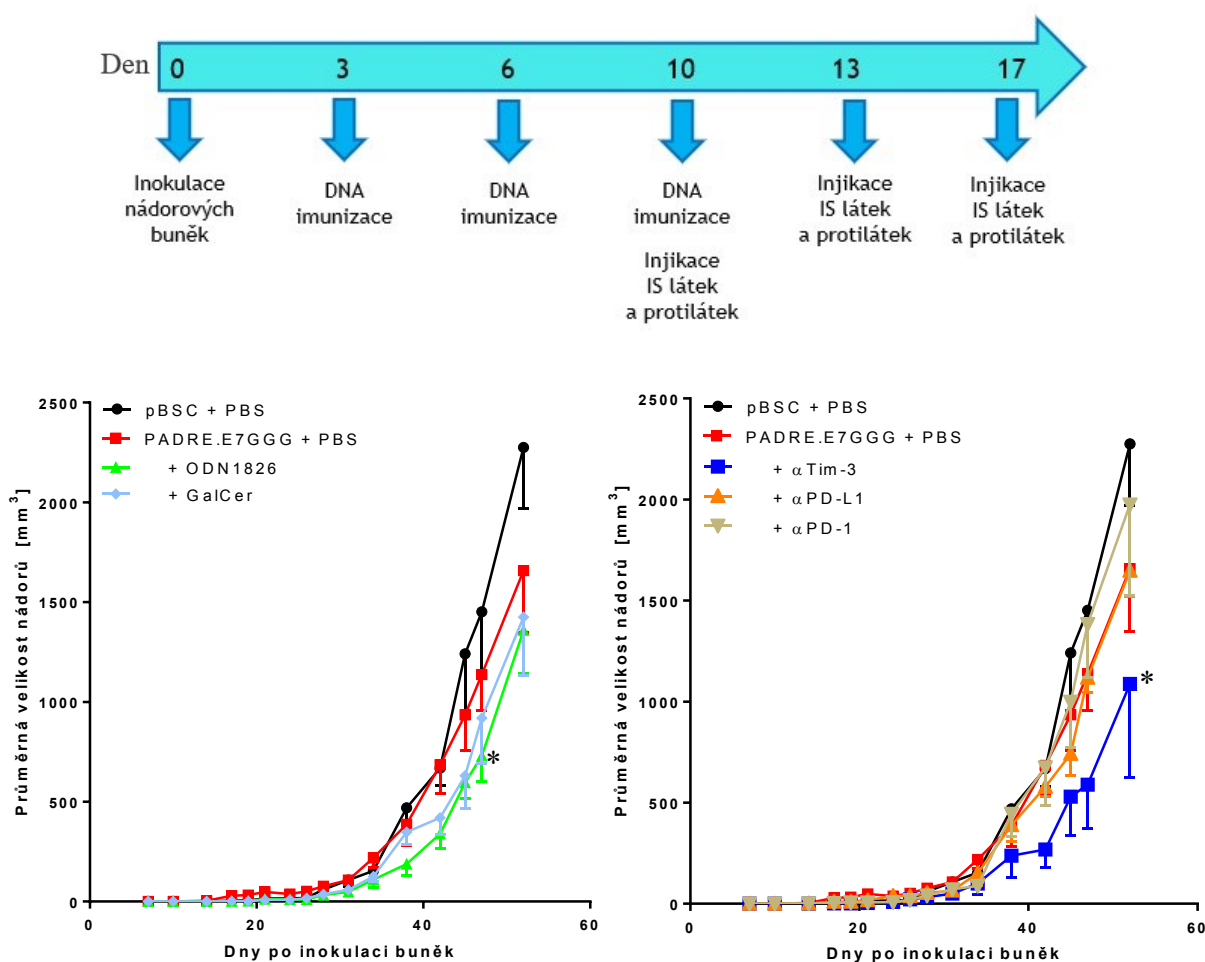 Den 0 3 6 10 13 17
Inokulace
nádorových
buněk
DNA
imunizace
DNA
imunizace
DNA
imunizace
Injikace
IS látek
a protilátek
Injikace
IS látek
a protilátek
Injikace
IS látek
a protilátek
Průměrná velikost nádorů [mm³]
2500
2000
1500
1000
500
0
pBSC + PBS
PADRE.E7GGG + PBS
+ ODN1826
+ GalCer
*
0 20 40 60
Dny po inokulaci buněk
Průměrná velikost nádorů [mm³]
2500
2000
1500
1000
500
0
pBSC + PBS
PADRE.E7GGG + PBS
+ αTim-3
+ αPD-L1
+ αPD-1
*
0 20 40 60
Dny po inokulaci buněk